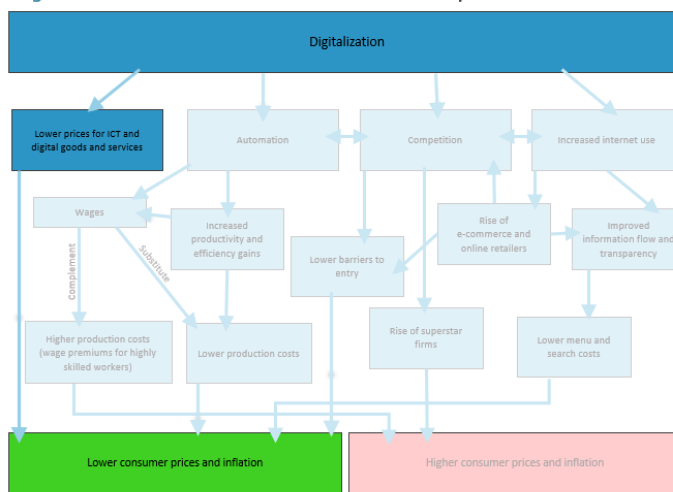 Digitalization
Lower prices for ICT and
digital goods and services
Automation
Competition
Increased internet use
Wages
Increased
productivity and
efficiency gains
Rise of
e-commerce and
online retailers
Improved
information flow and
transparency
Lower barriers to
entry
Complement
Substitute
Higher production costs
(wage premiums for highly
skilled workers)
Lower production costs
Rise of superstar
firms
Lower menu and
search costs
Lower consumer prices and inflation
Higher consumer prices and inflation